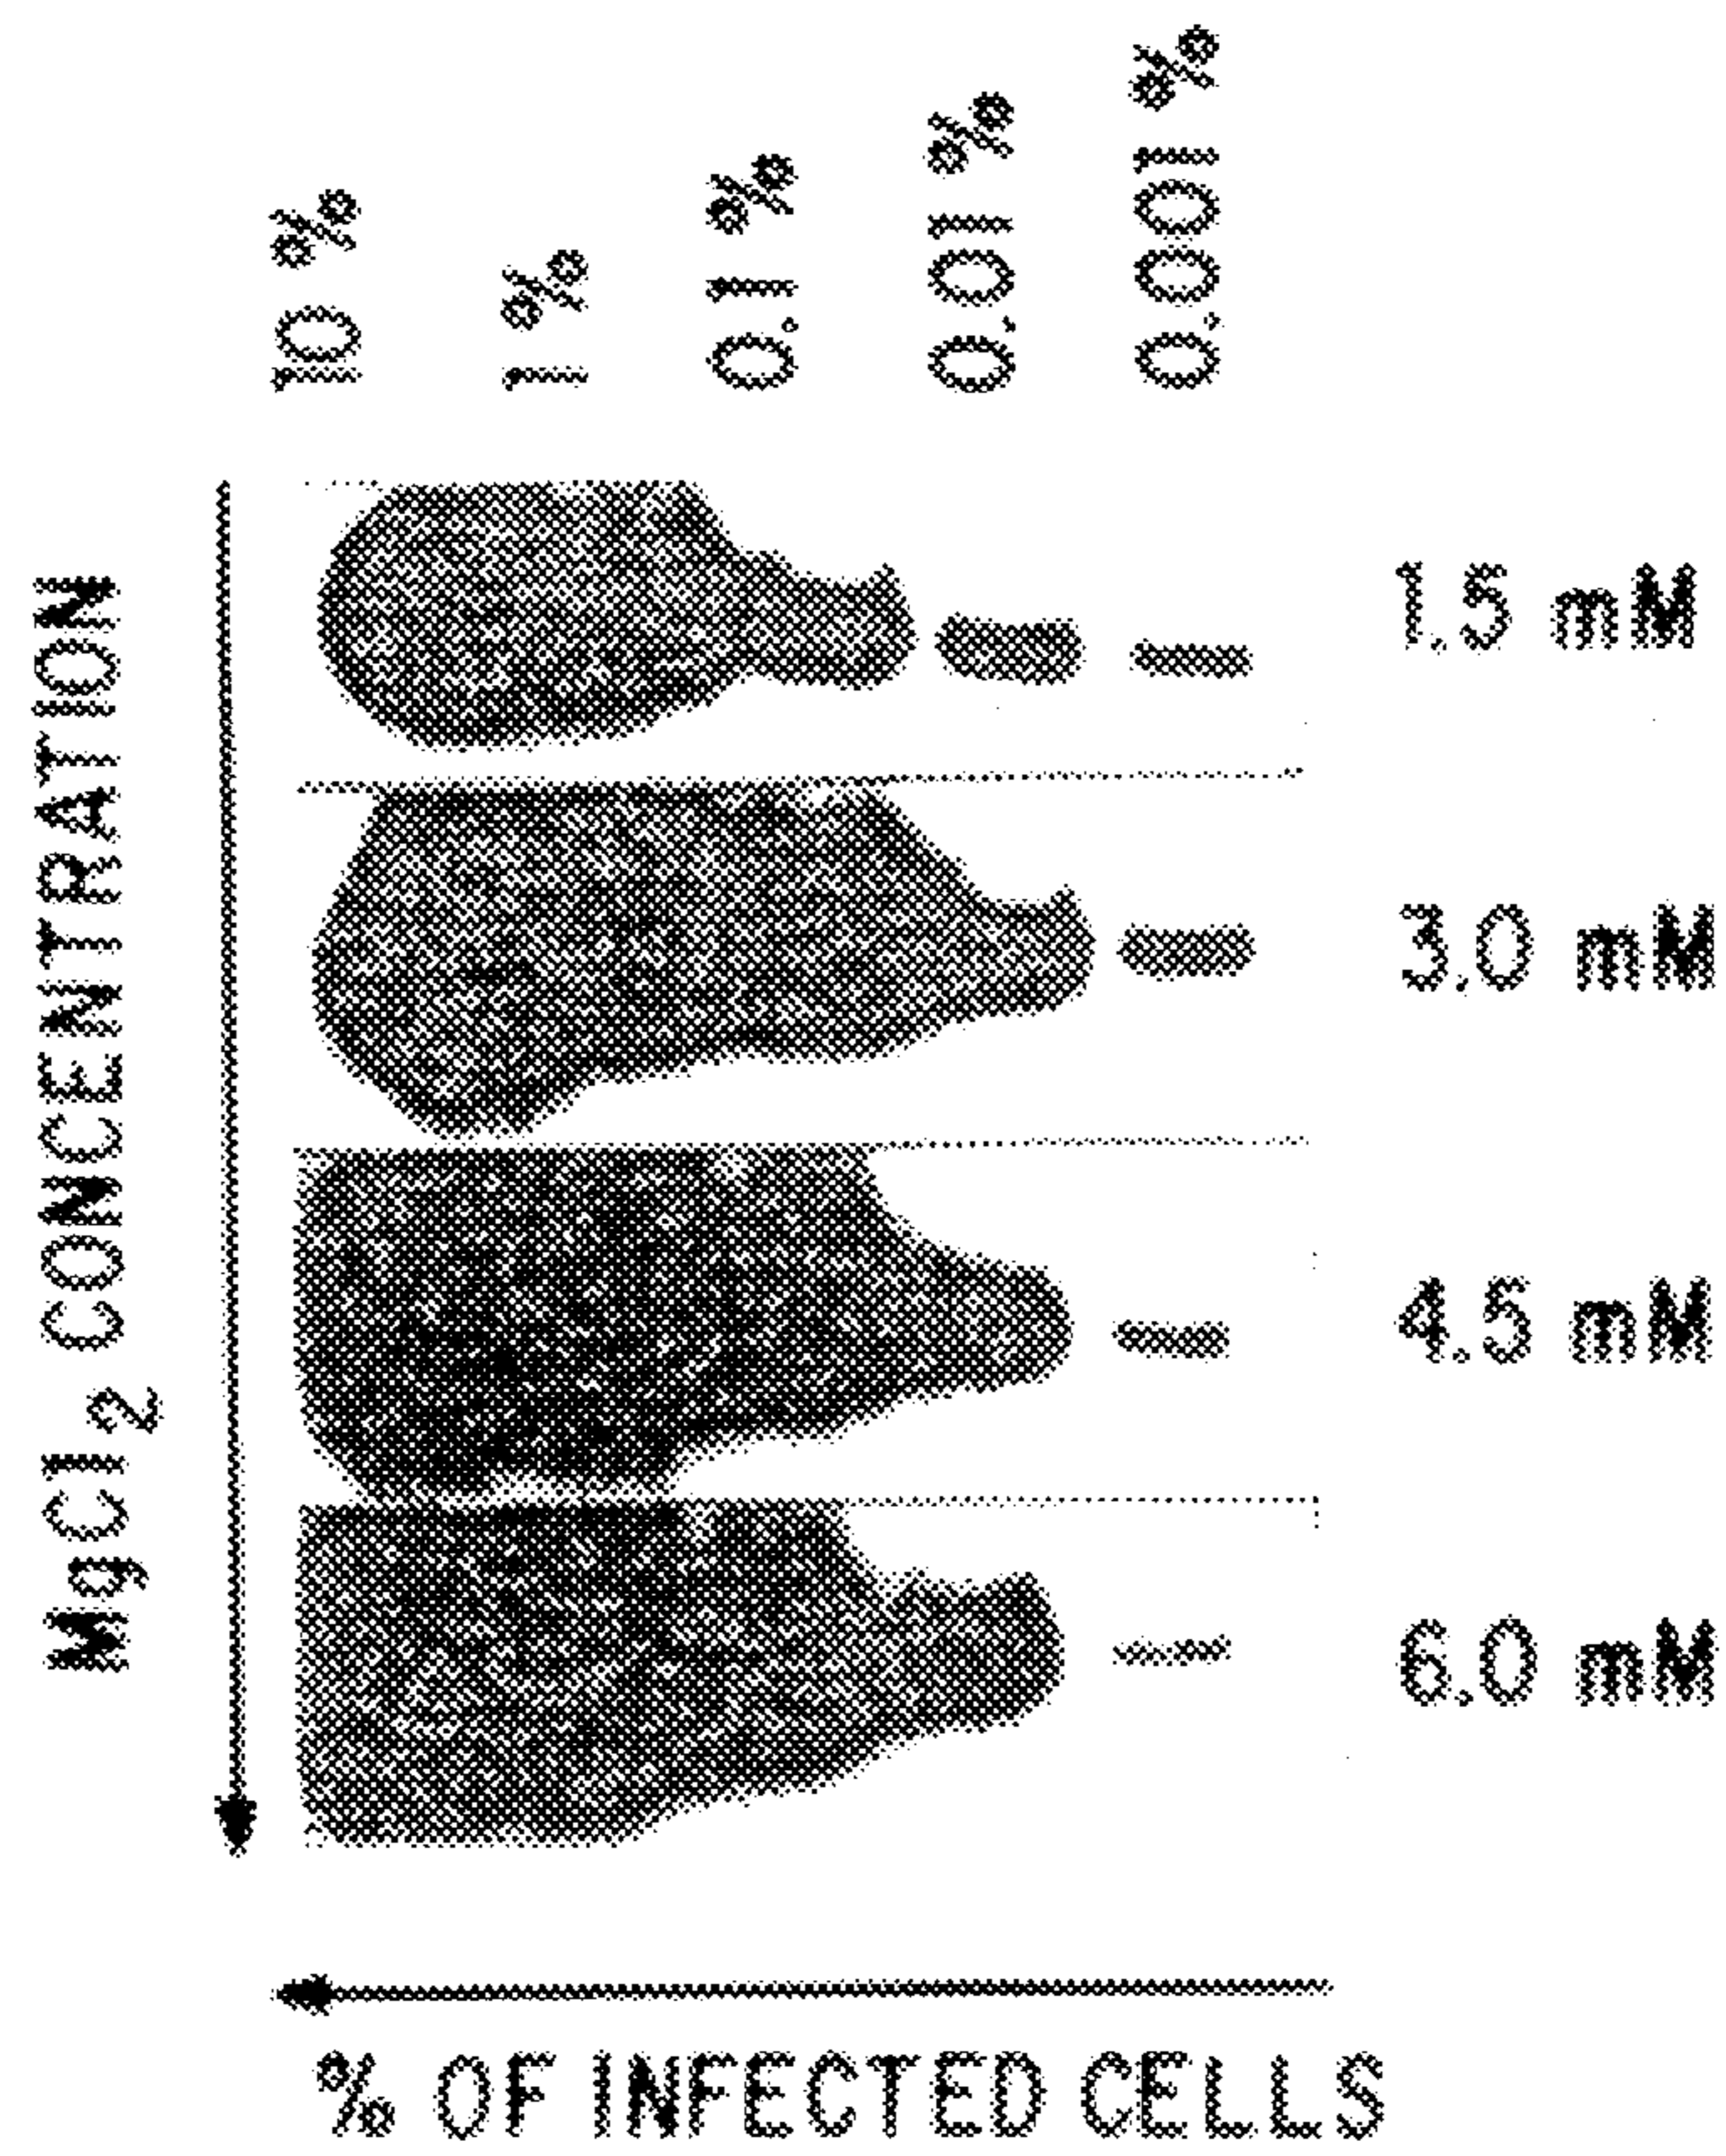 10 %
1 %
0.1 %
0.01 %
0.001 %
MgCl₂ CONCENTRATION
1.5 mM
3.0 mM
4.5 mM
6.0 mM
% OF INFECTED CELLS